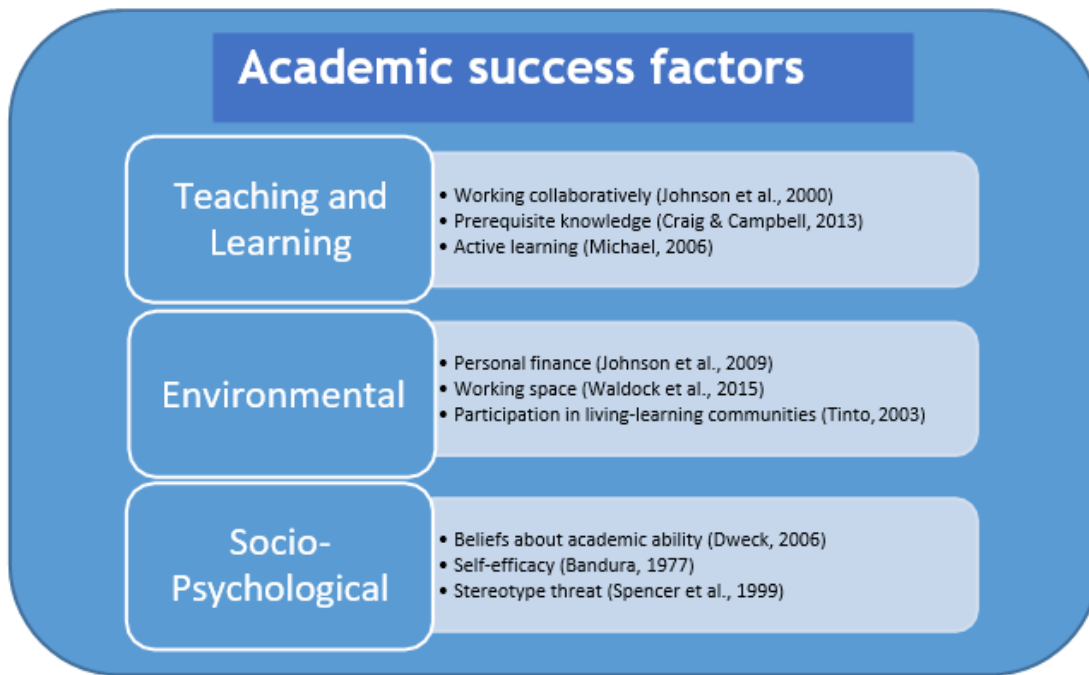 Academic success factors
Teaching and
Learning
• Working collaboratively (Johnson et al., 2000)
• Prerequisite knowledge (Craig & Campbell, 2013)
• Active learning (Michael, 2006)
Environmental
• Personal finance (Johnson et al., 2009)
• Working space (Waldock et al., 2015)
• Participation in living-learning communities (Tinto, 2003)
Socio-
Psychological
• Beliefs about academic ability (Dweck, 2006)
• Self-efficacy (Bandura, 1977)
• Stereotype threat (Spencer et al., 1999)